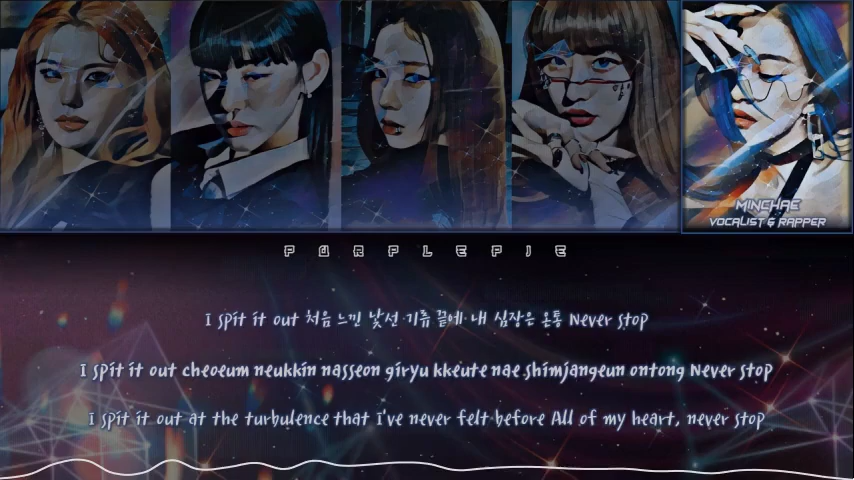 MINCHAE
VOCALIST & RAPPER
PURPLEPIE
I spit it out 처음 느낀 낯선 기류 끝에 내 심장은 온통 Never stop
I spit it out cheoeum neukkin nasseon giryu kkeute nae shimjangeun ontong Never stop
I spit it out at the turbulence that I've never felt before All of my heart, never stop